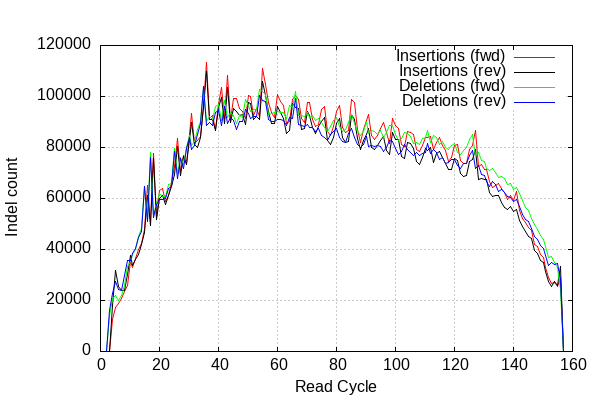 120000
100000
80000
60000
40000
20000
0
Indel count
Insertions (fwd)
Insertions (rev)
Deletions (fwd)
Deletions (rev)
0 20 40 60 80 100 120 140 160
Read Cycle